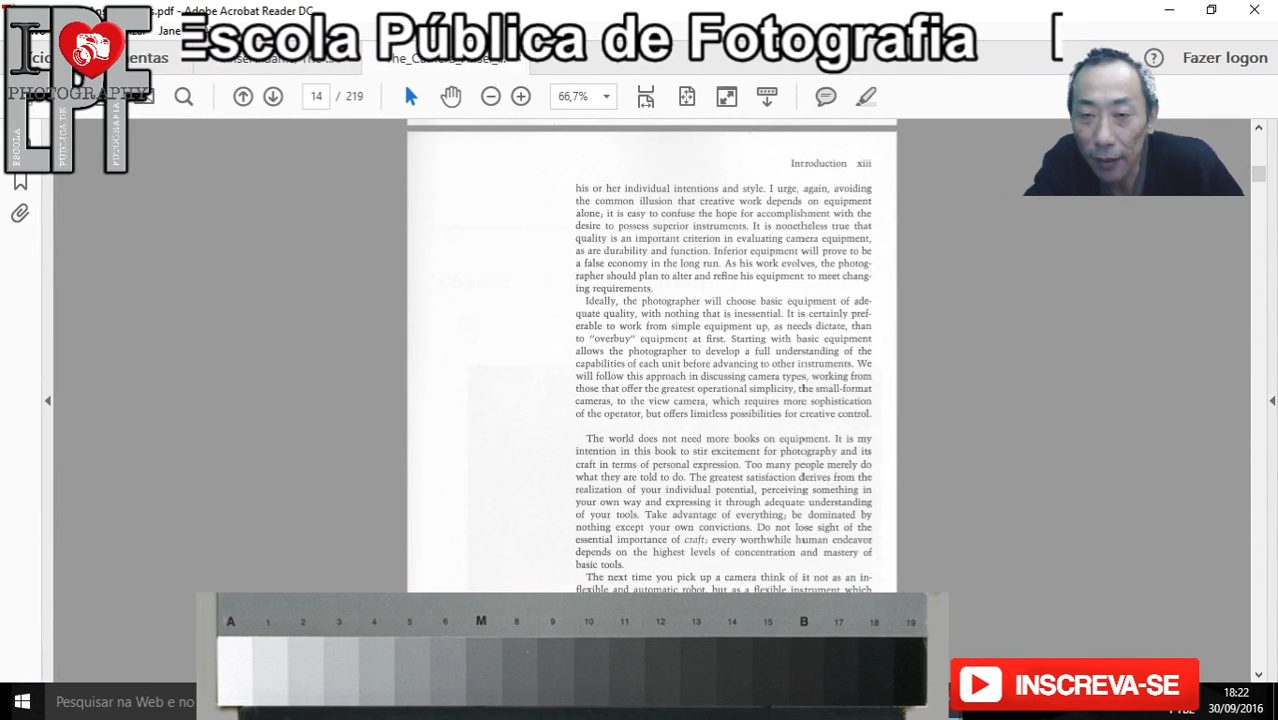 .pdf - Adobe Acrobat Reader DC
Escola Pública de Fotografia
Jane
Fazer logon
PHOTOGRAPHY
ESCOLA
PÚBLICA DE
FOTOGRAFIA
14 / 219
66,7%
Introduction xiii
his or her individual intentions and style. I urge, again, avoiding
the common illusion that creative work depends on equipment
alone; it is easy to confuse the hope for accomplishment with the
desire to possess superior instruments. It is nonetheless true that
quality is an important criterion in evaluating camera equipment,
as are durability and function. Inferior equipment will prove to be
a false economy in the long run. As his work evolves, the photog-
rapher should plan to alter and refine his equipment to meet chang-
ing requirements.
Ideally, the photographer will choose basic equipment of ade-
quate quality, with nothing that is inessential. It is certainly pref-
erable to work from simple equipment up, as needs dictate, than
to "overbuy" equipment at first. Starting with basic equipment
allows the photographer to develop a full understanding of the
capabilities of each unit before advancing to other instruments. We
will follow this approach in discussing camera types, working from
those that offer the greatest operational simplicity, the small-format
cameras, to the view camera, which requires more sophistication
of the operator, but offers limitless possibilities for creative control.
The world does not need more books on equipment. It is my
intention in this book to stir excitement for photography and its
craft in terms of personal expression. Too many people merely do
what they are told to do. The greatest satisfaction derives from the
realization of your individual potential, perceiving something in
your own way and expressing it through adequate understanding
of your tools. Take advantage of everything; be dominated by
nothing except your own convictions. Do not lose sight of the
essential importance of craft; every worthwhile human endeavor
depends on the highest levels of concentration and mastery of
basic tools.
The next time you pick up a camera think of it not as an in-
flexible and automatic robot, but as a flexible instrument which
A 1 2 3 4 5 6 M 8 9 10 11 12 13 14 15 B 17 18 19
INSCREVA-SE
Pesquisar na Web e no
18:22
30/09/2016